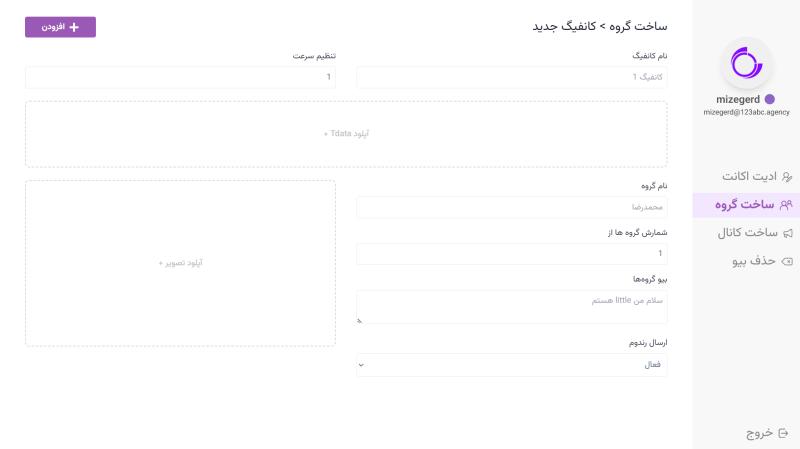 ساخت گروه > کانفیگ جدید
افزودن +
نام کانفیگ
کانفیگ 1
تنظیم سرعت
1
آپلود Tdata +
نام گروه
محمدرضا
شمارش گروه ها از
1
بیو گروه‌ها
سلام من little هستم
ارسال رندوم
فعال
آپلود تصویر +
mizegerd
mizegerd@123abc.agency
ادیت اکانت
ساخت گروه
ساخت کانال
حذف بیو
خروج